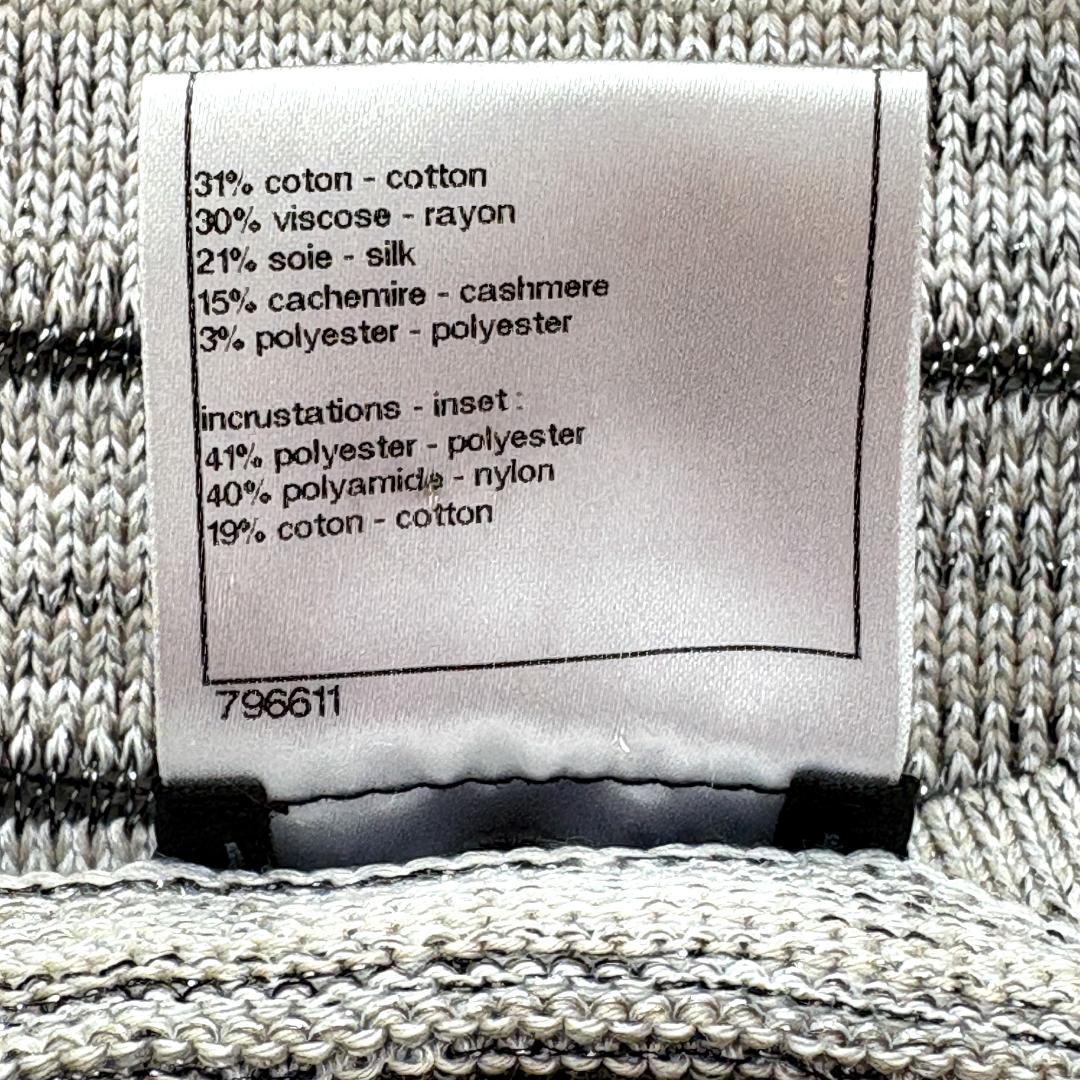 31% coton - cotton
30% viscose - rayon
21% soie - silk
15% cachemire - cashmere
3% polyester - polyester
incrustations - inset :
41% polyester - polyester
40% polyamide - nylon
19% coton - cotton
796611